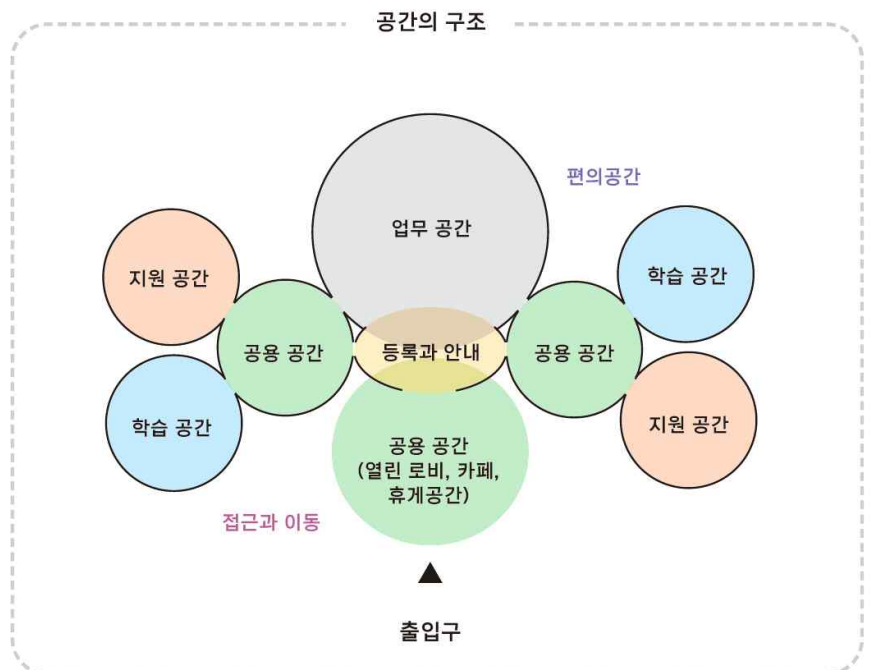 공간의 구조
편의공간
업무 공간
지원 공간
학습 공간
공용 공간
등록과 안내
공용 공간
학습 공간
지원 공간
공용 공간
(열린 로비, 카페,
휴게공간)
접근과 이동
출입구